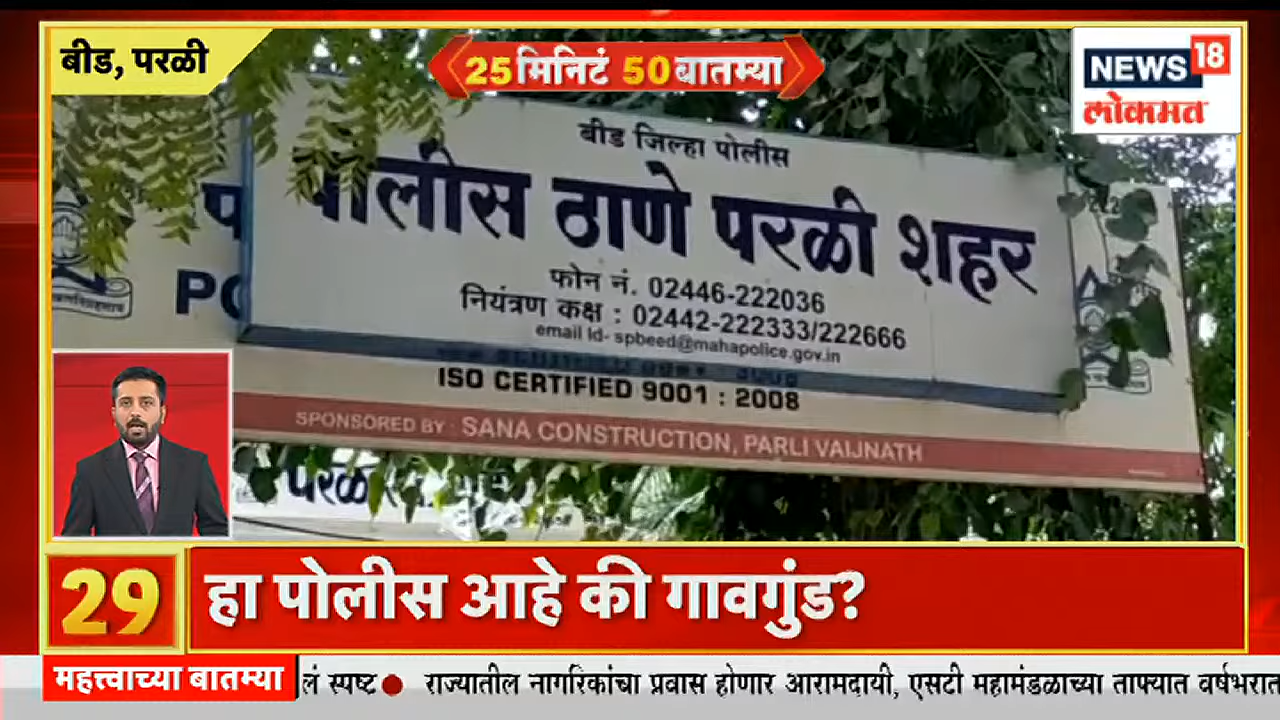 बीड, परळी
25 मिनिटं 50 बातम्या
NEWS 18
लोकमत
बीड जिल्हा पोलीस
पोलीस ठाणे परळी शहर
फोन नं. 02446-222036
नियंत्रण कक्ष : 02442-222333/222666
email Id- spbeed@mahapolice.gov.in
ISO CERTIFIED 9001 : 2008
SPONSORED BY : SANA CONSTRUCTION, PARLI VAIJNATH
29
हा पोलीस आहे की गावगुंड?
महत्त्वाच्या बातम्या
लं स्पष्ट ● राज्यातील नागरिकांचा प्रवास होणार आरामदायी, एसटी महामंडळाच्या ताफ्यात वर्षभरात